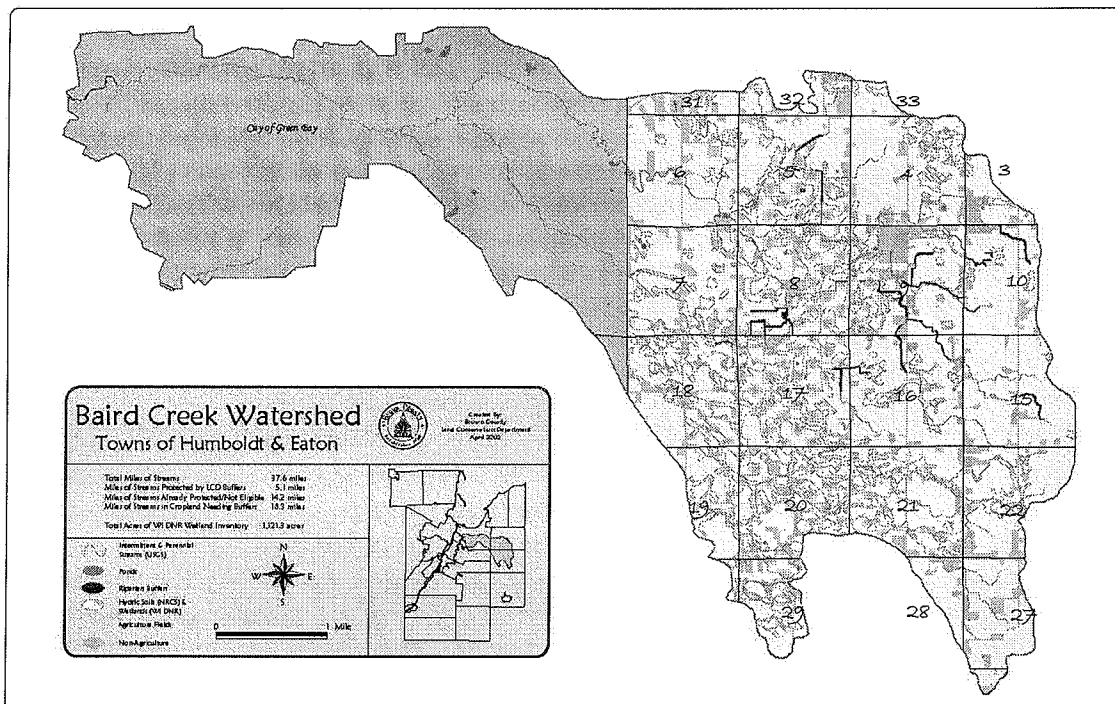 31 32 33
City of Green Bay
6 5 4 3
7 8 10
18 17 16 15
19 20 21 22
29 28 27
Baird Creek Watershed
Towns of Humboldt & Eaton
Created by:
Brown County
Land Conservation Department
April 2002
Total Miles of Streams 37.6 miles
Miles of Streams Protected by LCD Buffers 5.1 miles
Miles of Streams Already Protected/Not Eligible 14.2 miles
Miles of Streams in Cropland Needing Buffers 18.3 miles
Total Acres of WI DNR Wetland Inventory 1,121.3 acres
Intermittent & Perennial
Streams (USGS)
Ponds
Riparian Buffers
Hydric Soils (NRCS) &
Wetlands (WI DNR)
Agriculture Fields
Non-Agriculture
N
W E
S
0 1 Mile